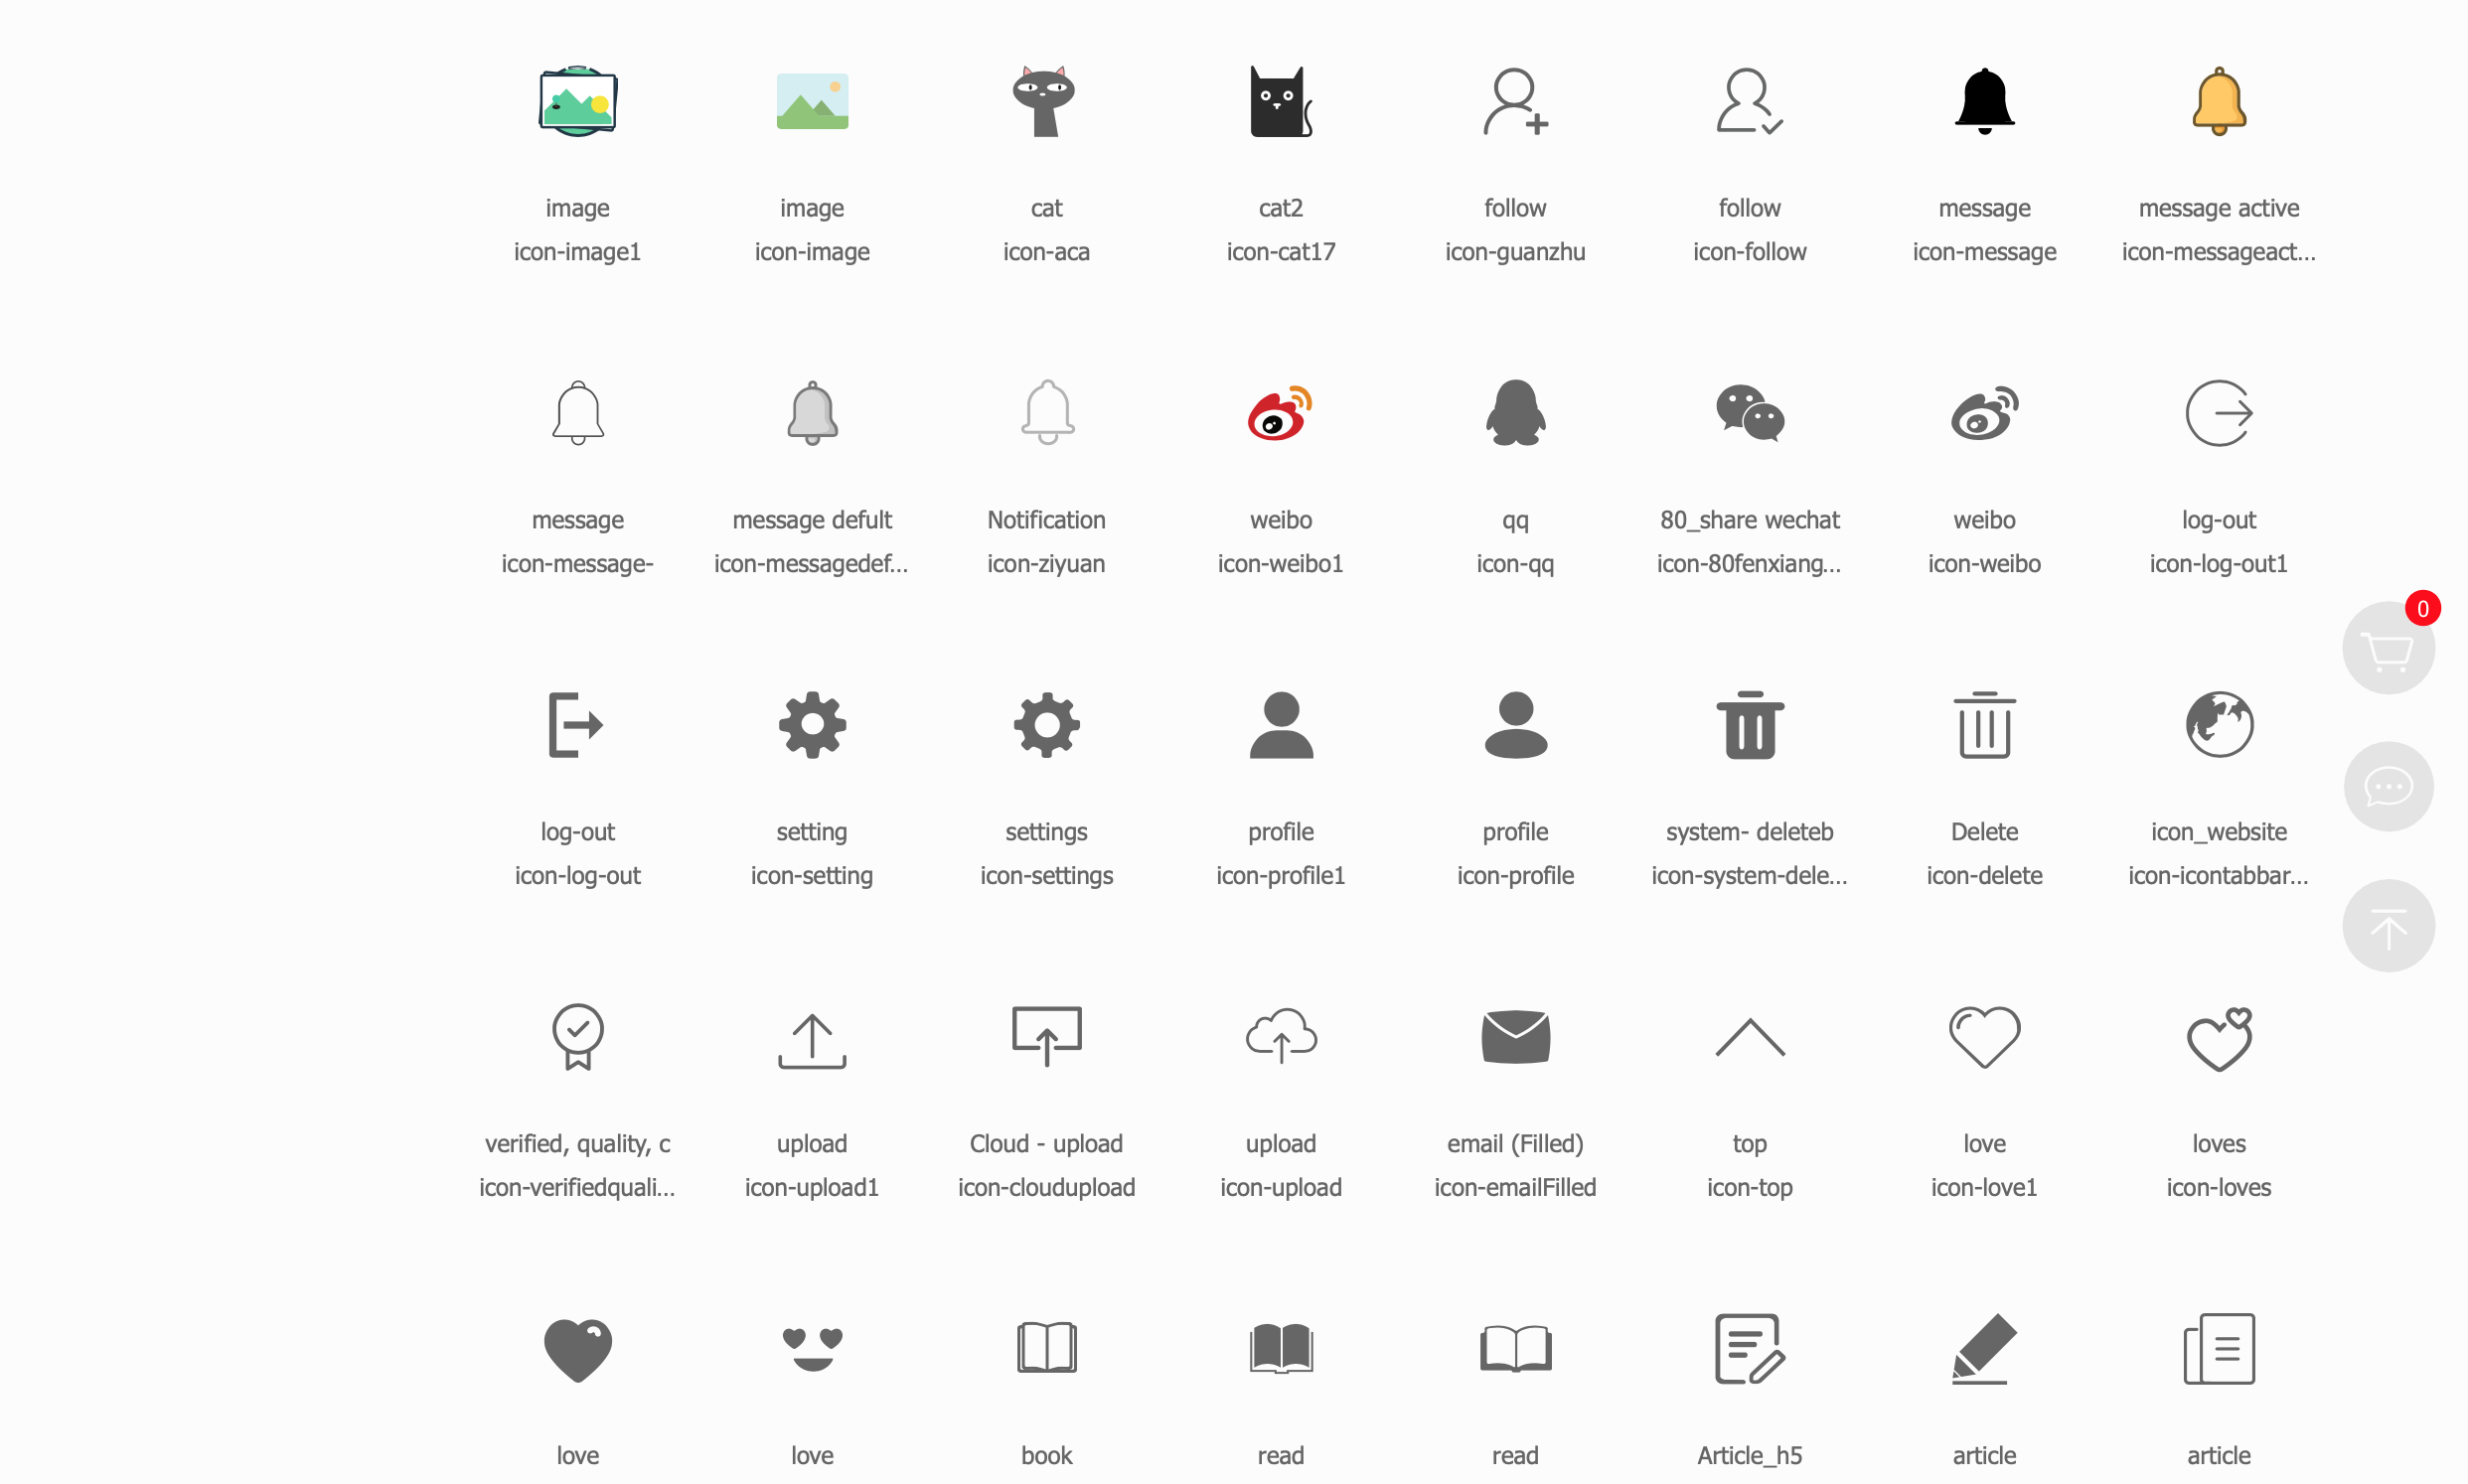 image image cat cat2 follow follow message message active
icon-image1 icon-image icon-aca icon-cat17 icon-guanzhu icon-follow icon-message icon-messageact...
message message defult Notification weibo qq 80_share wechat weibo log-out
icon-message- icon-messagedef... icon-ziyuan icon-weibo1 icon-qq icon-80fenxiang... icon-weibo icon-log-out1
0
log-out setting settings profile profile system- deleteb Delete icon_website
icon-log-out icon-setting icon-settings icon-profile1 icon-profile icon-system-dele... icon-delete icon-icontabbar...
verified, quality, c upload Cloud - upload upload email (Filled) top love loves
icon-verifiedquali... icon-upload1 icon-cloudupload icon-upload icon-emailFilled icon-top icon-love1 icon-loves
love love book read read Article_h5 article article